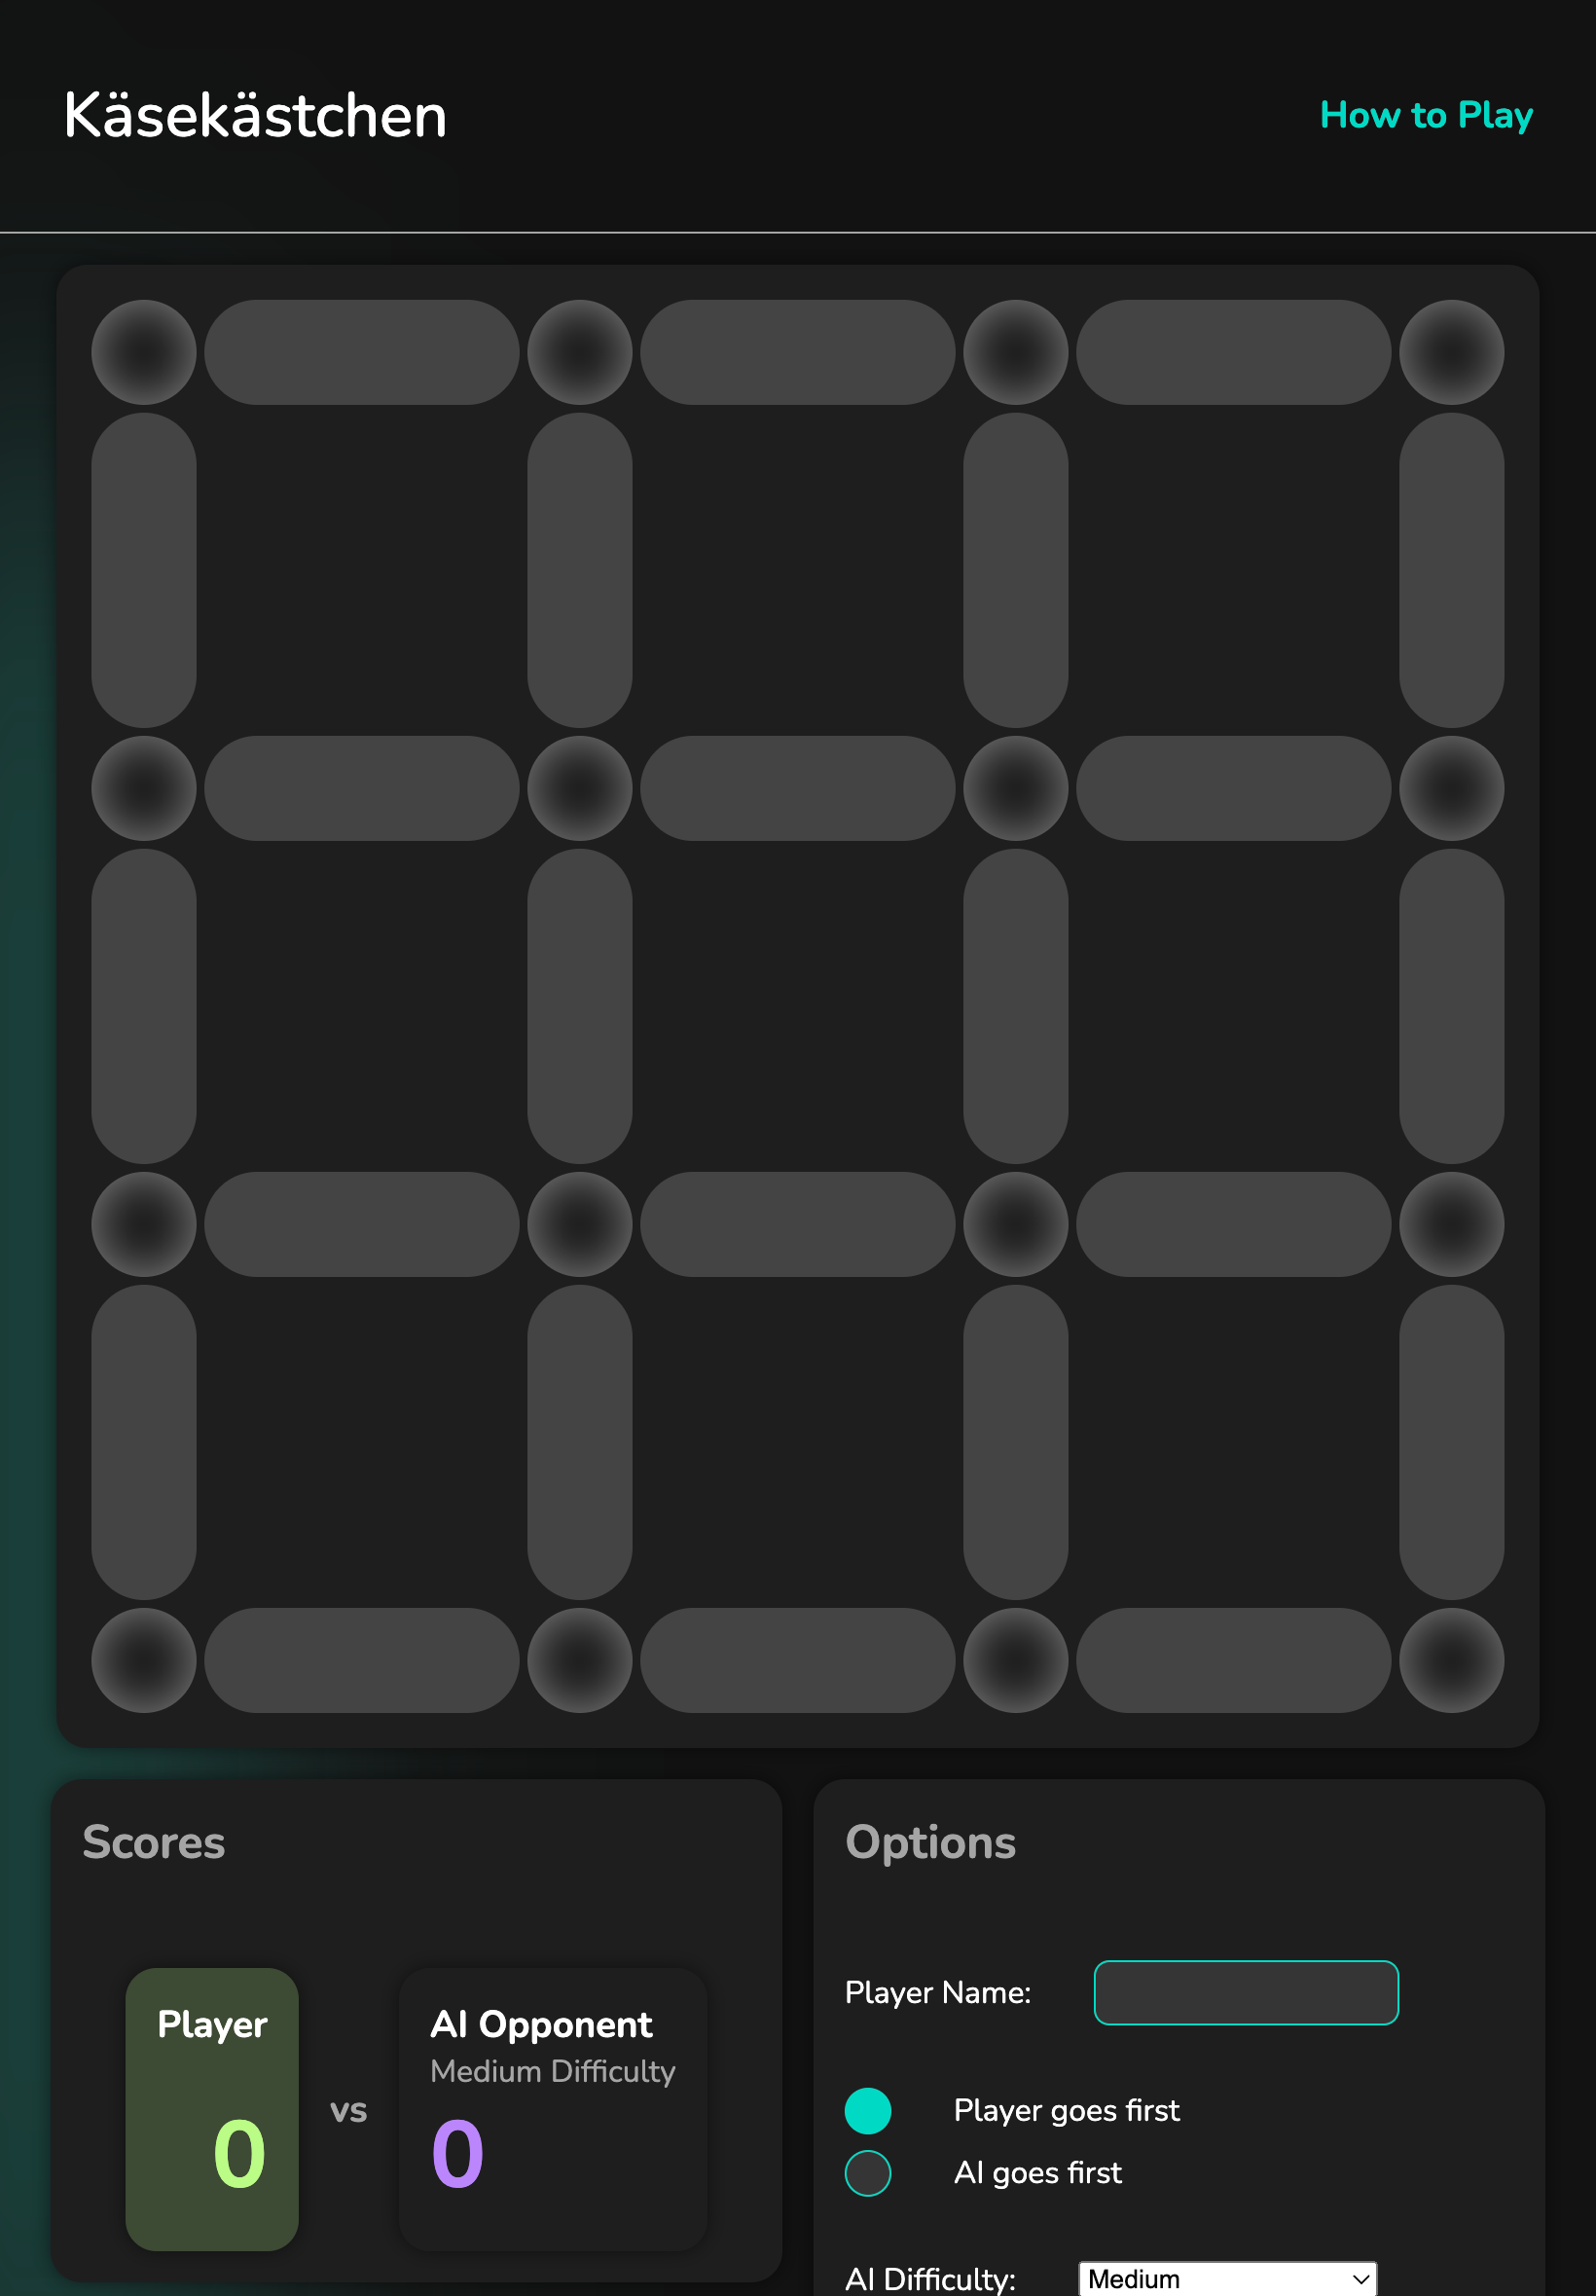 Käsekästchen
How to Play
Scores
Player
0
vs
AI Opponent
Medium Difficulty
0
Options
Player Name:
Player goes first
AI goes first
AI Difficulty:
Medium